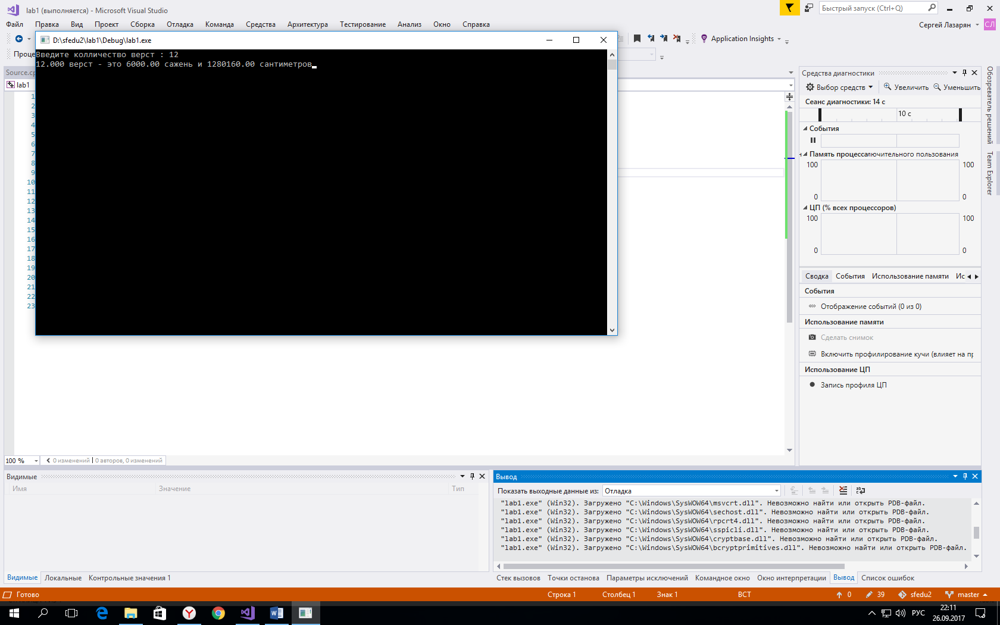 lab1 (выполняется) - Microsoft Visual Studio
Быстрый запуск (Ctrl+Q)
Файл Правка Вид Проект Сборка Отладка Команда Средства Архитектура Тестирование Анализ Окно Справка
Сергей Лазарян СЛ
D:\sfedu2\lab1\Debug\lab1.exe
Application Insights
Проце
Введите колличество верст : 12
12.000 верст - это 6000.00 сажень и 1280160.00 сантиметров
Source.cp
lab1
1
2
3
4
5
6
7
8
9
10
11
12
13
14
15
16
17
18
19
20
21
22
23
100 %
0 изменений | 0 авторов, 0 изменений
Средства диагностики
Выбор средств Увеличить Уменьшить
Сеанс диагностики: 14 с
10 с
События
Память процесса лючительного пользования
100 100
0 0
ЦП (% всех процессоров)
100 100
0 0
Сводка События Использование памяти Ис
События
Отображение событий (0 из 0)
Использование памяти
Сделать снимок
Включить профилирование кучи (влияет на пр
Использование ЦП
Запись профиля ЦП
Обозреватель решений
Team Explorer
Видимые
Имя Значение Тип
Видимые Локальные Контрольные значения 1
Вывод
Показать выходные данные из: Отладка
"lab1.exe" (Win32). Загружено "C:\Windows\SysWOW64\msvcrt.dll". Невозможно найти или открыть PDB-файл.
"lab1.exe" (Win32). Загружено "C:\Windows\SysWOW64\sechost.dll". Невозможно найти или открыть PDB-файл.
"lab1.exe" (Win32). Загружено "C:\Windows\SysWOW64\rpcrt4.dll". Невозможно найти или открыть PDB-файл.
"lab1.exe" (Win32). Загружено "C:\Windows\SysWOW64\sspicli.dll". Невозможно найти или открыть PDB-файл.
"lab1.exe" (Win32). Загружено "C:\Windows\SysWOW64\cryptbase.dll". Невозможно найти или открыть PDB-файл.
"lab1.exe" (Win32). Загружено "C:\Windows\SysWOW64\bcryptprimitives.dll". Невозможно найти или открыть PDB-файл.
Стек вызовов Точки останова Параметры исключений Командное окно Окно интерпретации Вывод Список ошибок
Готово Строка 1 Столбец 1 Знак 1 ВСТ 0 39 sfedu2 master
РУС
22:11
26.09.2017